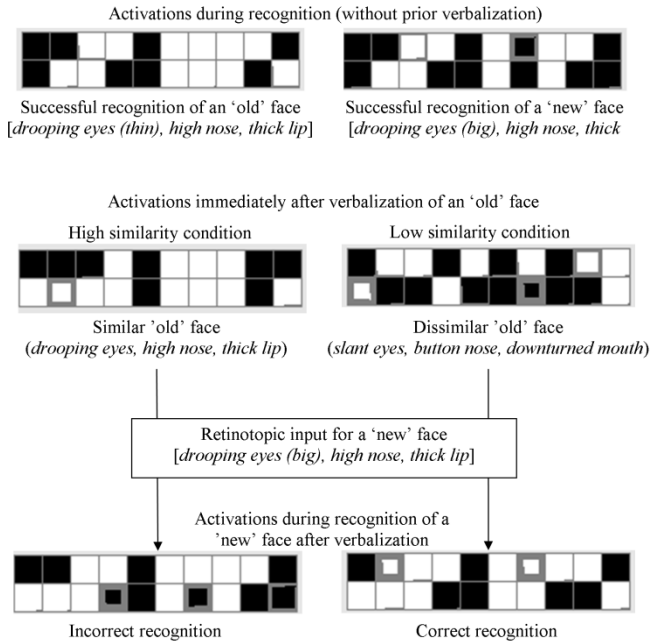 Activations during recognition (without prior verbalization)
Successful recognition of an ‘old’ face
[drooping eyes (thin), high nose, thick lip]
Successful recognition of a ‘new’ face
[drooping eyes (big), high nose, thick
Activations immediately after verbalization of an ‘old’ face
High similarity condition
Low similarity condition
Similar ’old’ face
(drooping eyes, high nose, thick lip)
Dissimilar ’old’ face
(slant eyes, button nose, downturned mouth)
Retinotopic input for a ‘new’ face
[drooping eyes (big), high nose, thick lip]
Activations during recognition of a
’new’ face after verbalization
Incorrect recognition
Correct recognition